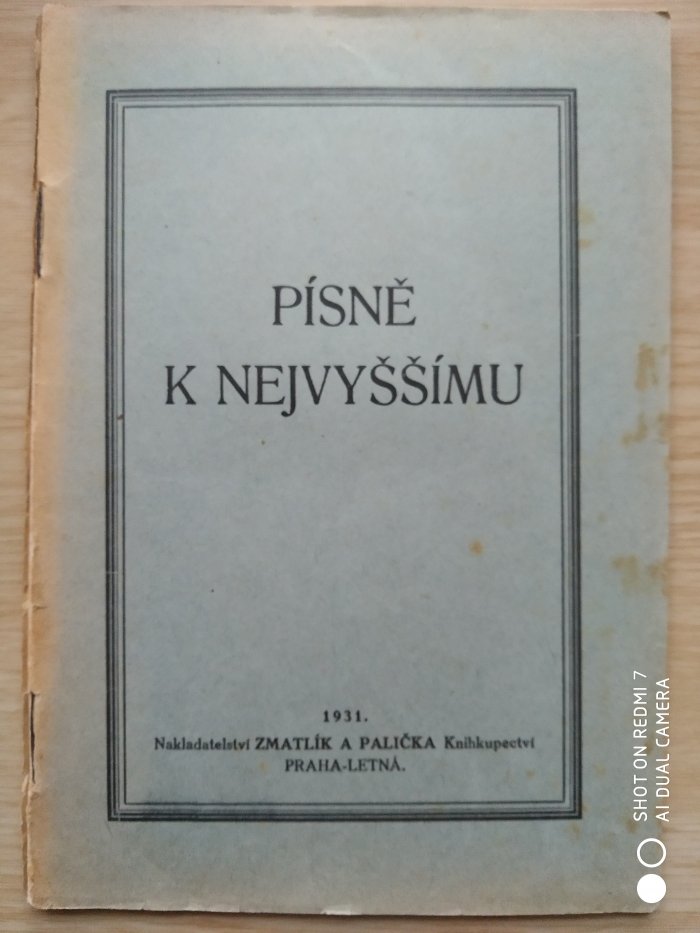 PÍSNĚ
K NEJVYŠŠÍMU
1931.
Nakladatelství ZMATLÍK A PALIČKA Knihkupectví
PRAHA-LETNÁ.
SHOT ON REDMI 7
AI DUAL CAMERA